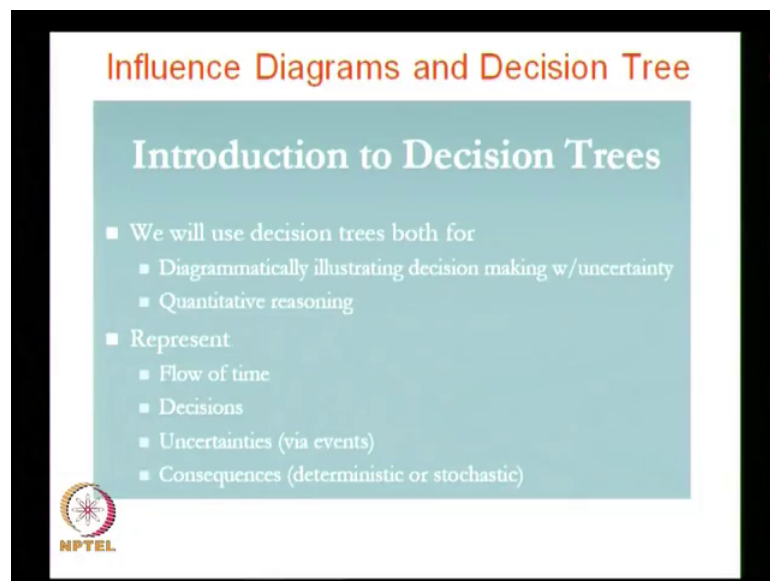 Influence Diagrams and Decision Tree
Introduction to Decision Trees
We will use decision trees both for
Diagrammatically illustrating decision making w/uncertainty
Quantitative reasoning
Represent
Flow of time
Decisions
Uncertainties (via events)
Consequences (deterministic or stochastic)
NPTEL